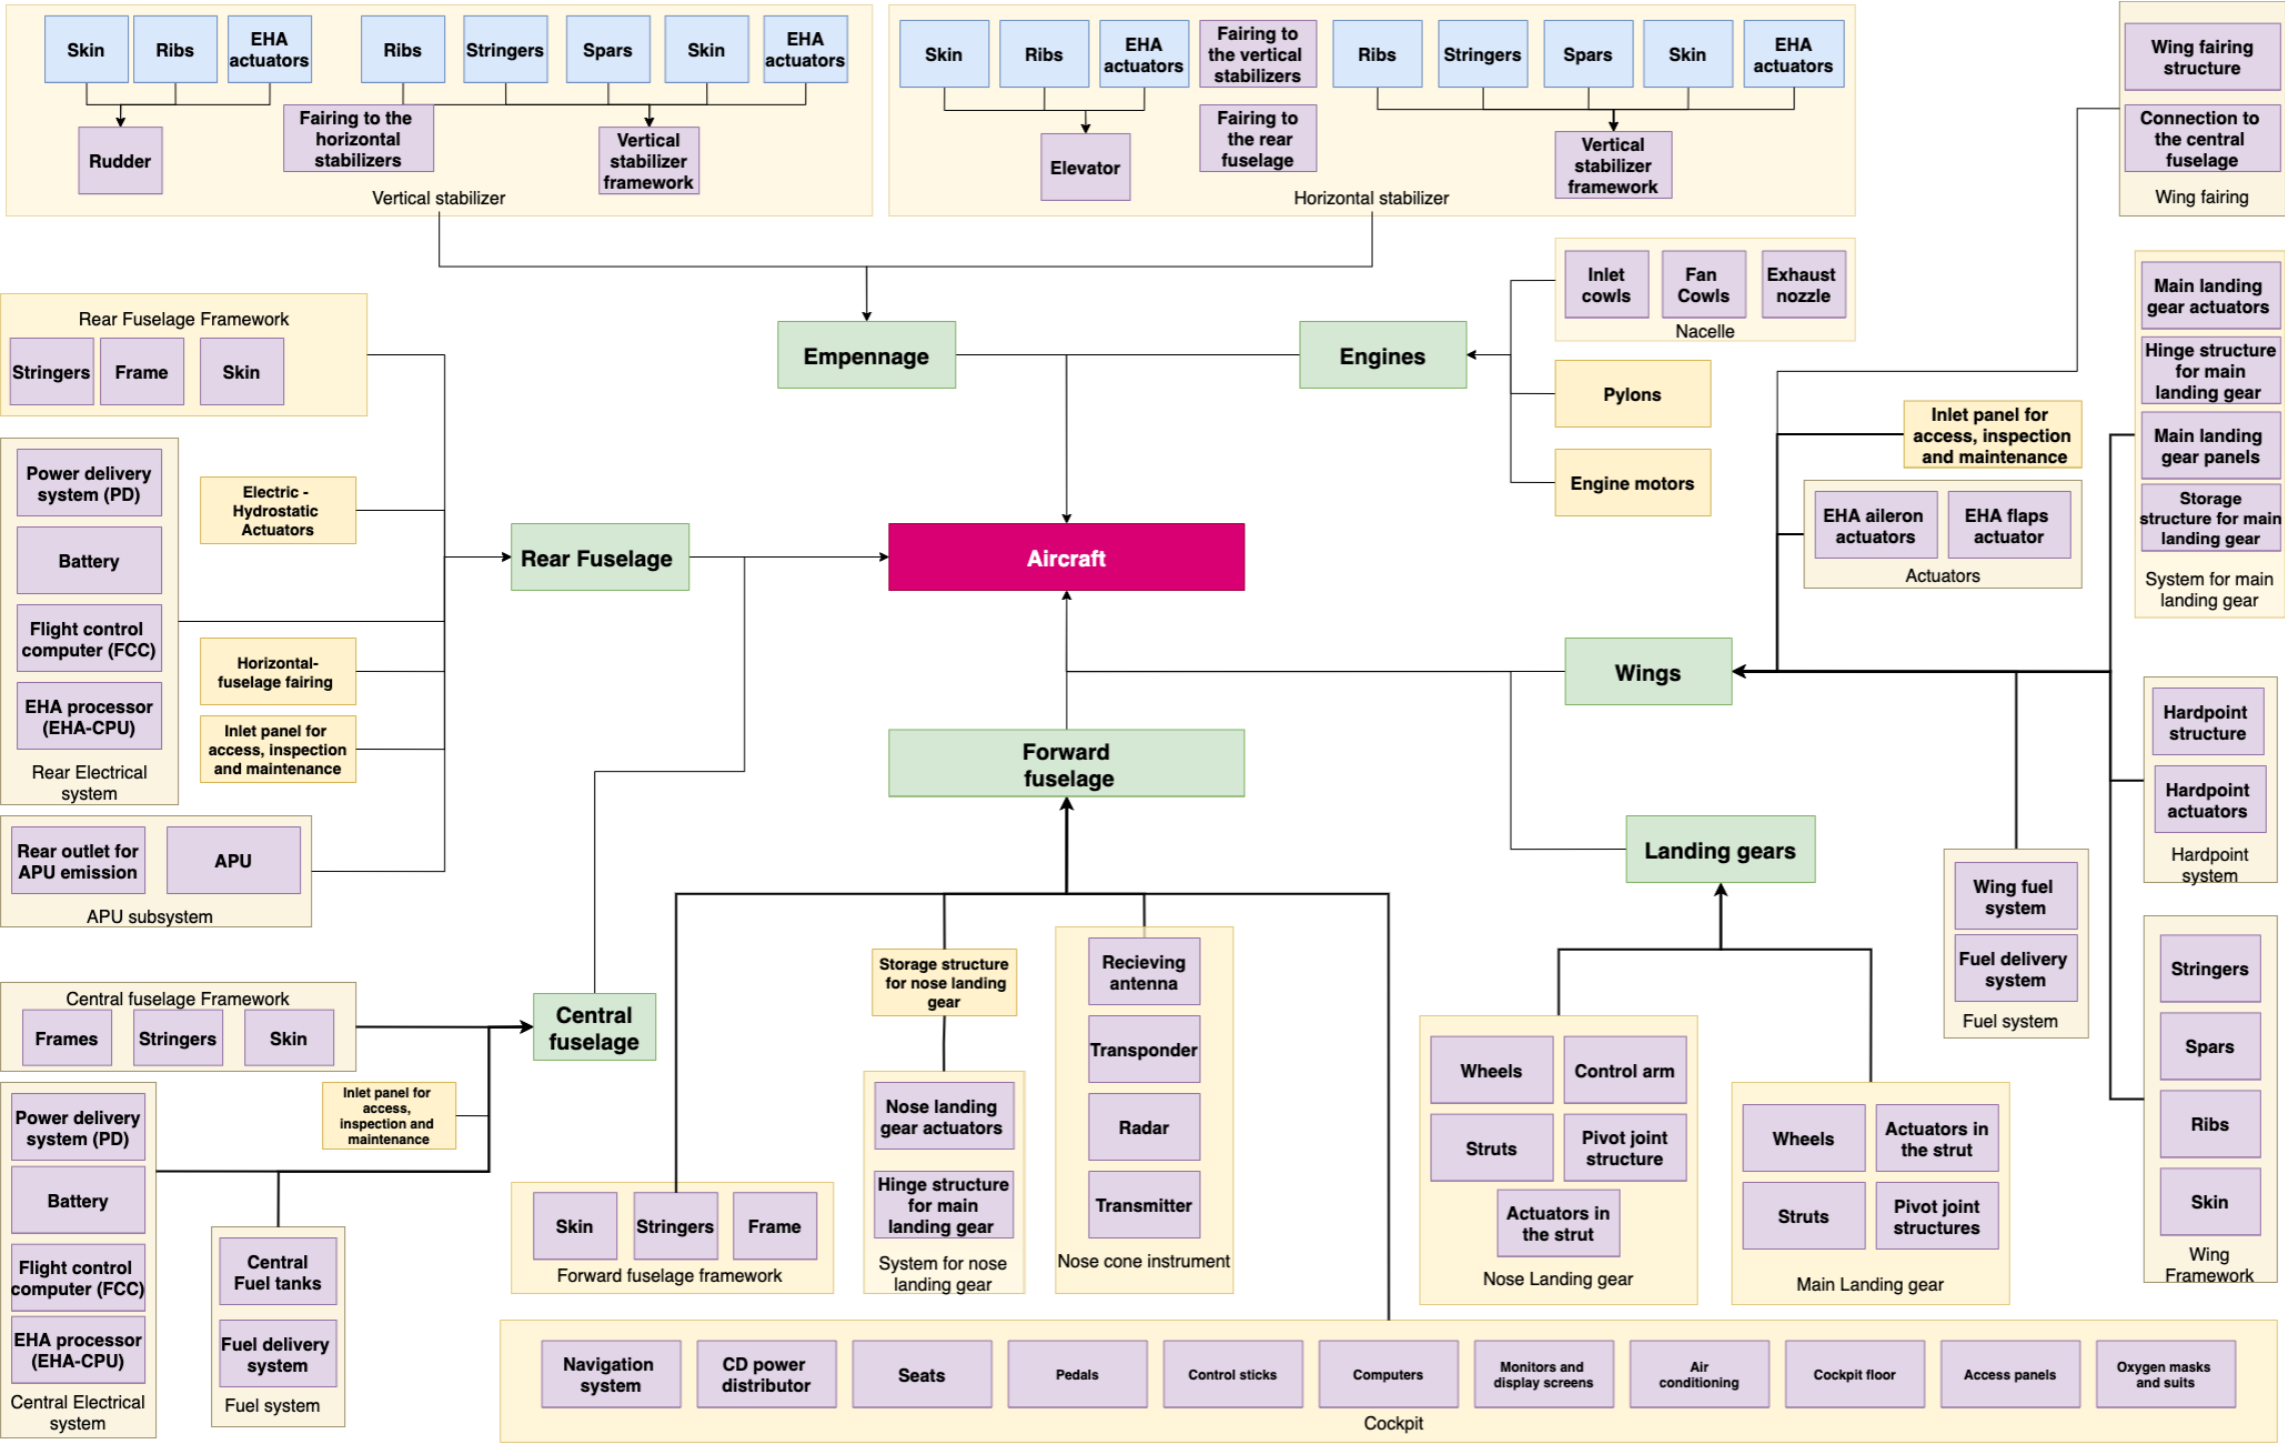 Skin
Ribs
EHA
actuators
Ribs
Stringers
Spars
Skin
EHA
actuators
Rudder
Fairing to the
horizontal
stabilizers
Vertical
stabilizer
framework
Vertical stabilizer
Skin
Ribs
EHA
actuators
Fairing to
the vertical
stabilizers
Ribs
Stringers
Spars
Skin
EHA
actuators
Elevator
Fairing to
the rear
fuselage
Vertical
stabilizer
framework
Horizontal stabilizer
Wing fairing
structure
Connection to
the central
fuselage
Wing fairing
Inlet
cowls
Fan
Cowls
Exhaust
nozzle
Nacelle
Empennage
Engines
Pylons
Engine motors
Rear Fuselage Framework
Stringers
Frame
Skin
Power delivery
system (PD)
Battery
Flight control
computer (FCC)
EHA processor
(EHA-CPU)
Rear Electrical
system
Electric -
Hydrostatic
Actuators
Horizontal-
fuselage fairing
Inlet panel for
access, inspection
and maintenance
Rear outlet for
APU emission
APU
APU subsystem
Rear Fuselage
Aircraft
Main landing
gear actuators
Hinge structure
for main
landing gear
Main landing
gear panels
Storage
structure for main
landing gear
System for main
landing gear
Inlet panel for
access, inspection
and maintenance
EHA aileron
actuators
EHA flaps
actuator
Actuators
Wings
Forward
fuselage
Landing gears
Hardpoint
structure
Hardpoint
actuators
Hardpoint
system
Wing fuel
system
Fuel delivery
system
Fuel system
Stringers
Spars
Ribs
Skin
Wing
Framework
Central fuselage Framework
Frames
Stringers
Skin
Central
fuselage
Inlet panel for
access,
inspection and
maintenance
Power delivery
system (PD)
Battery
Flight control
computer (FCC)
EHA processor
(EHA-CPU)
Central Electrical
system
Central
Fuel tanks
Fuel delivery
system
Fuel system
Skin
Stringers
Frame
Forward fuselage framework
Storage structure
for nose landing
gear
Nose landing
gear actuators
Hinge structure
for main
landing gear
System for nose
landing gear
Recieving
antenna
Transponder
Radar
Transmitter
Nose cone instrument
Wheels
Control arm
Struts
Pivot joint
structure
Actuators in
the strut
Nose Landing gear
Wheels
Actuators in
the strut
Struts
Pivot joint
structures
Main Landing gear
Navigation
system
CD power
distributor
Seats
Pedals
Control sticks
Computers
Monitors and
display screens
Air
conditioning
Cockpit floor
Access panels
Oxygen masks
and suits
Cockpit